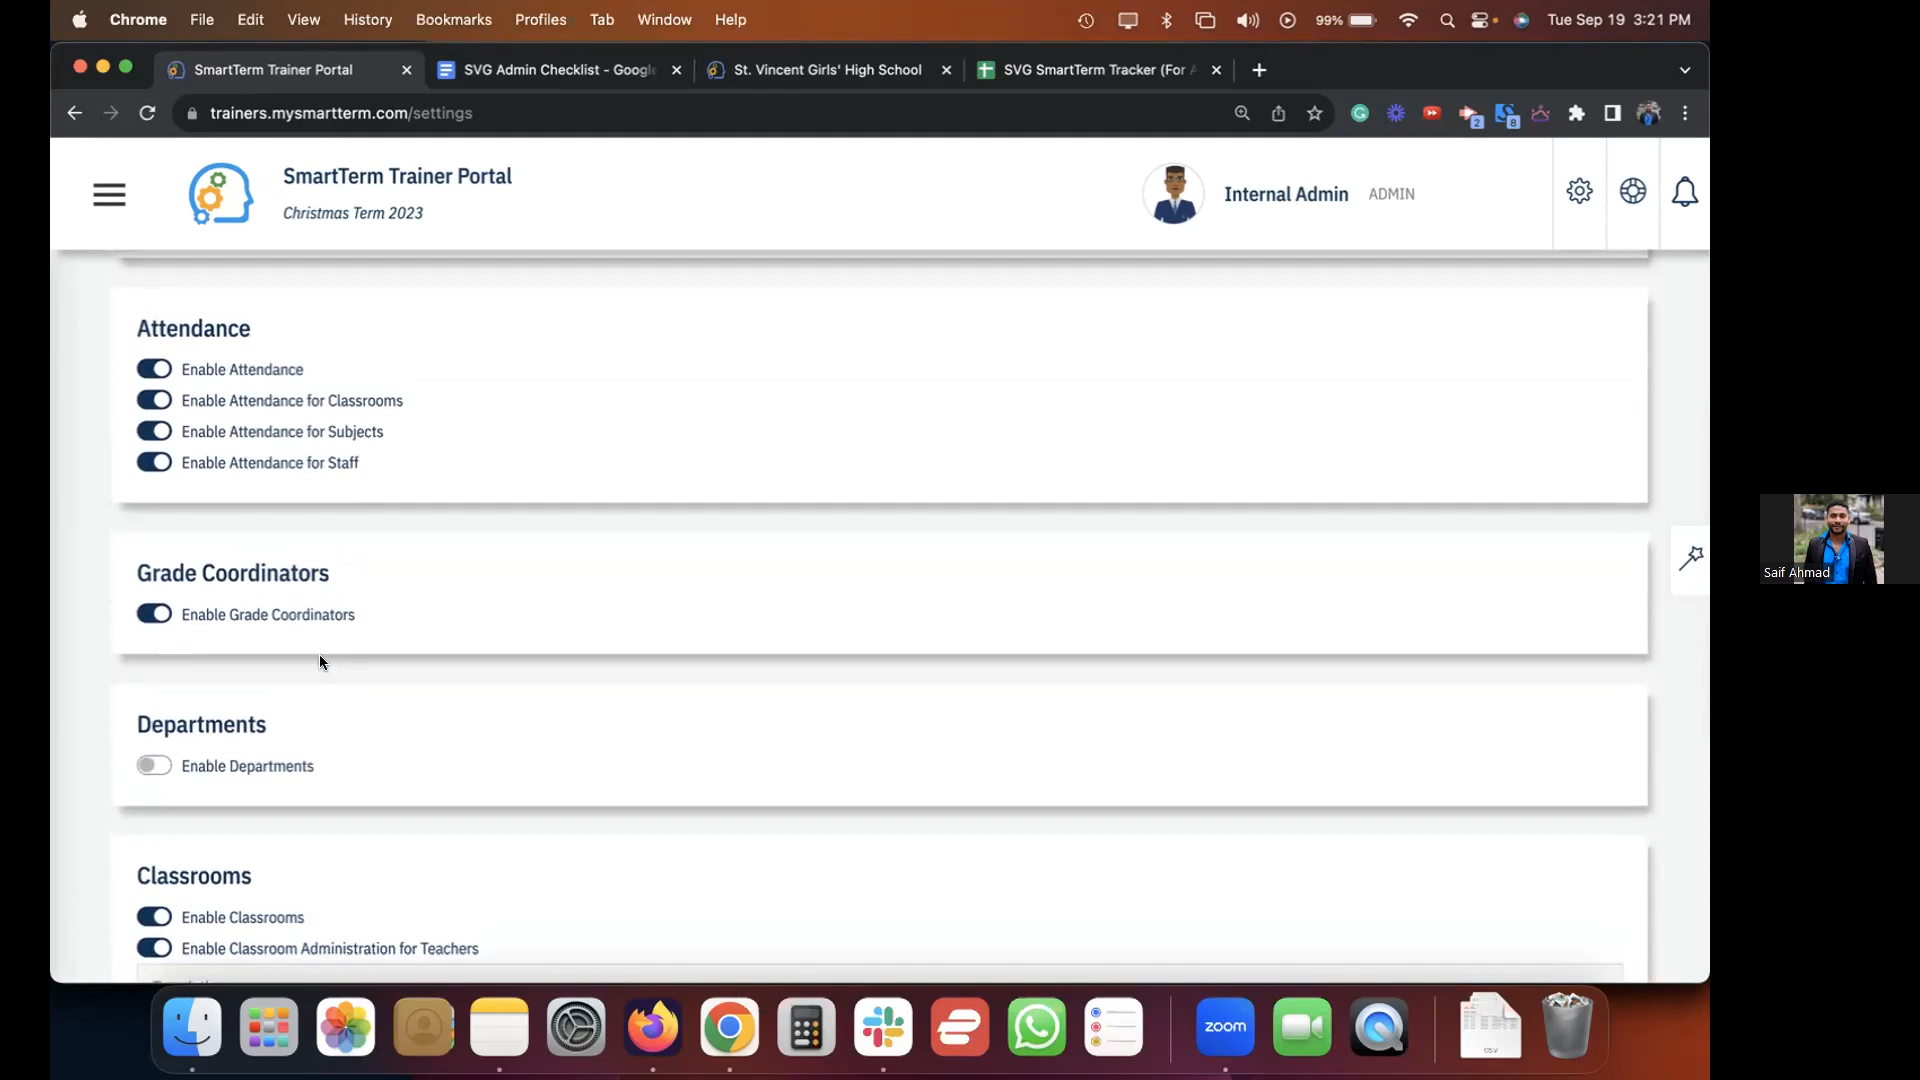 Chrome File Edit View History Bookmarks Profiles Tab Window Help 99% Tue Sep 19 3:21 PM
SmartTerm Trainer Portal SVG Admin Checklist - Google St. Vincent Girls' High School SVG SmartTerm Tracker (For A
trainers.mysmartterm.com/settings 2 8
SmartTerm Trainer Portal
Christmas Term 2023
Internal Admin ADMIN
Attendance
Enable Attendance
Enable Attendance for Classrooms
Enable Attendance for Subjects
Enable Attendance for Staff
Grade Coordinators
Enable Grade Coordinators
Departments
Enable Departments
Classrooms
Enable Classrooms
Enable Classroom Administration for Teachers
Saif Ahmad
zoom
CSV